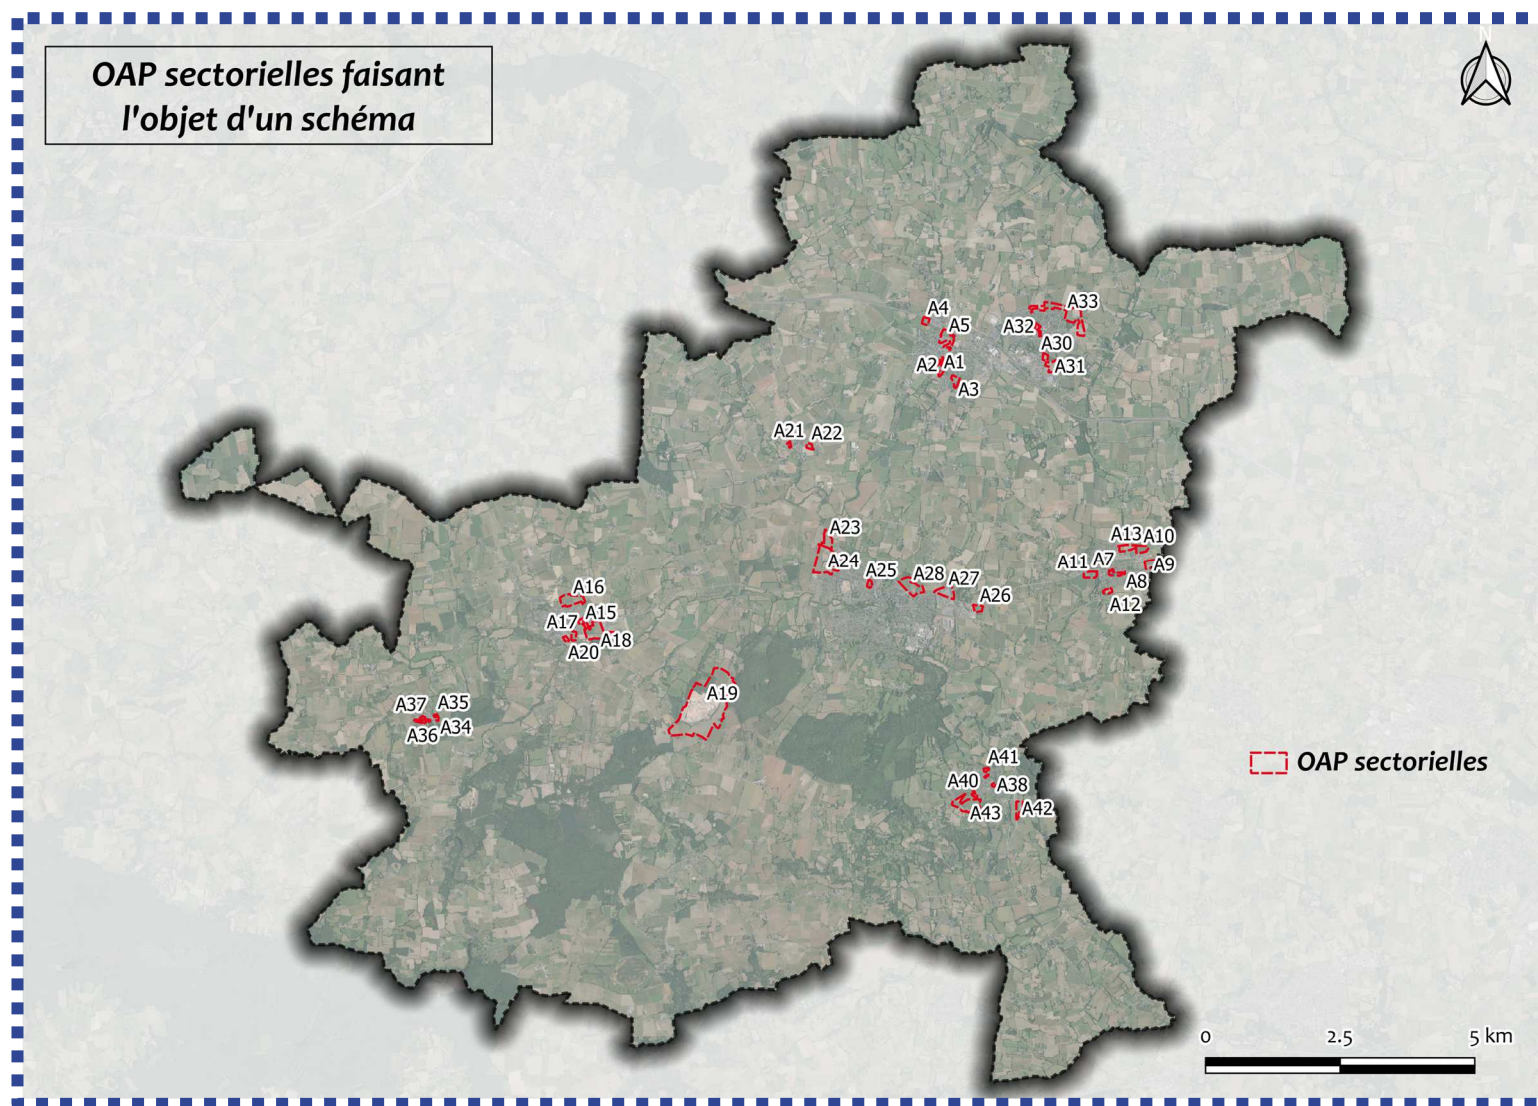 OAP sectorielles faisant
l'objet d'un schéma
N
A4
A33
A5
A32
A30
A2
A1
A31
A3
A21
A22
A23
A13
A10
A24
A11
A7
A9
A25
A28
A27
A8
A26
A12
A16
A15
A17
A18
A20
A19
A37
A35
A36
A34
A41
A40
A38
A43
A42
OAP sectorielles
0 2.5 5 km